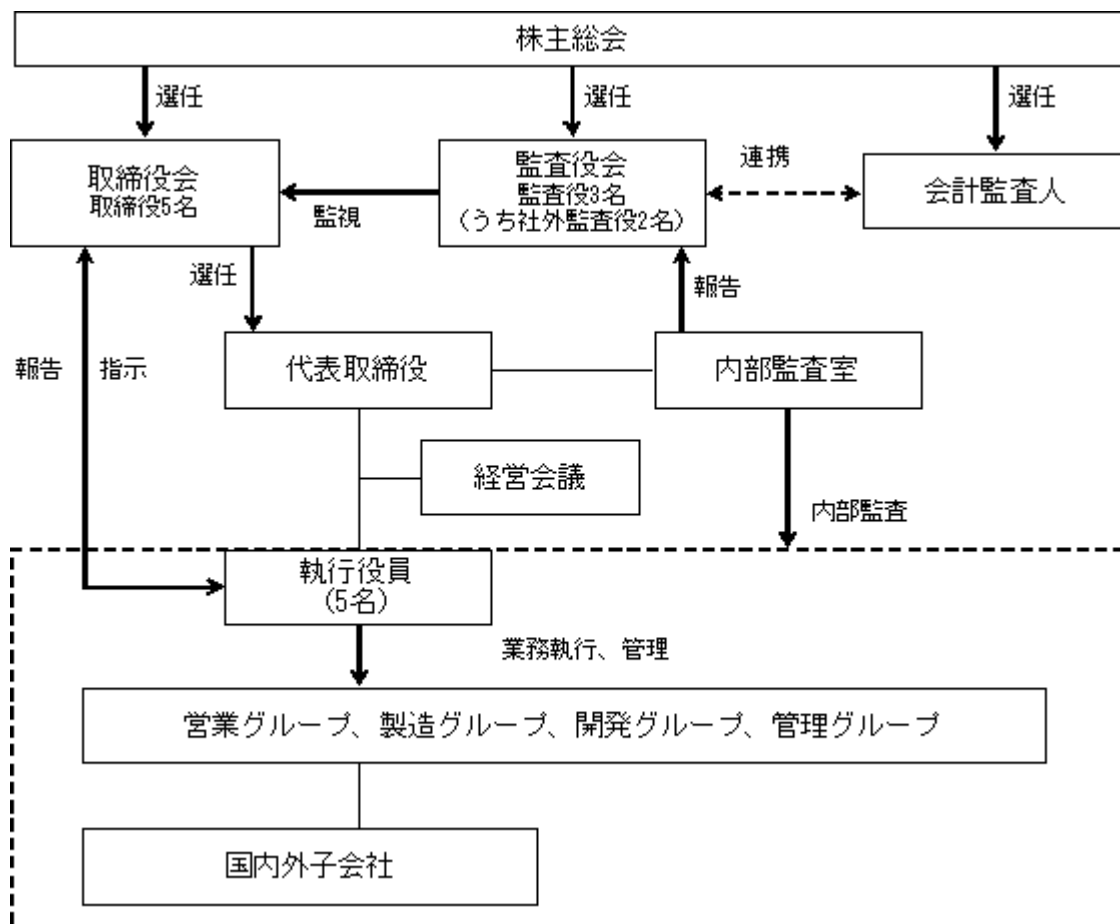 株主総会
選任
選任
選任
取締役会
取締役5名
監査役会
監査役3名
(うち社外監査役2名)
連携
会計監査人
監視
選任
報告
報告
指示
代表取締役
内部監査室
経営会議
内部監査
執行役員
(5名)
業務執行、管理
営業グループ、製造グループ、開発グループ、管理グループ
国内外子会社